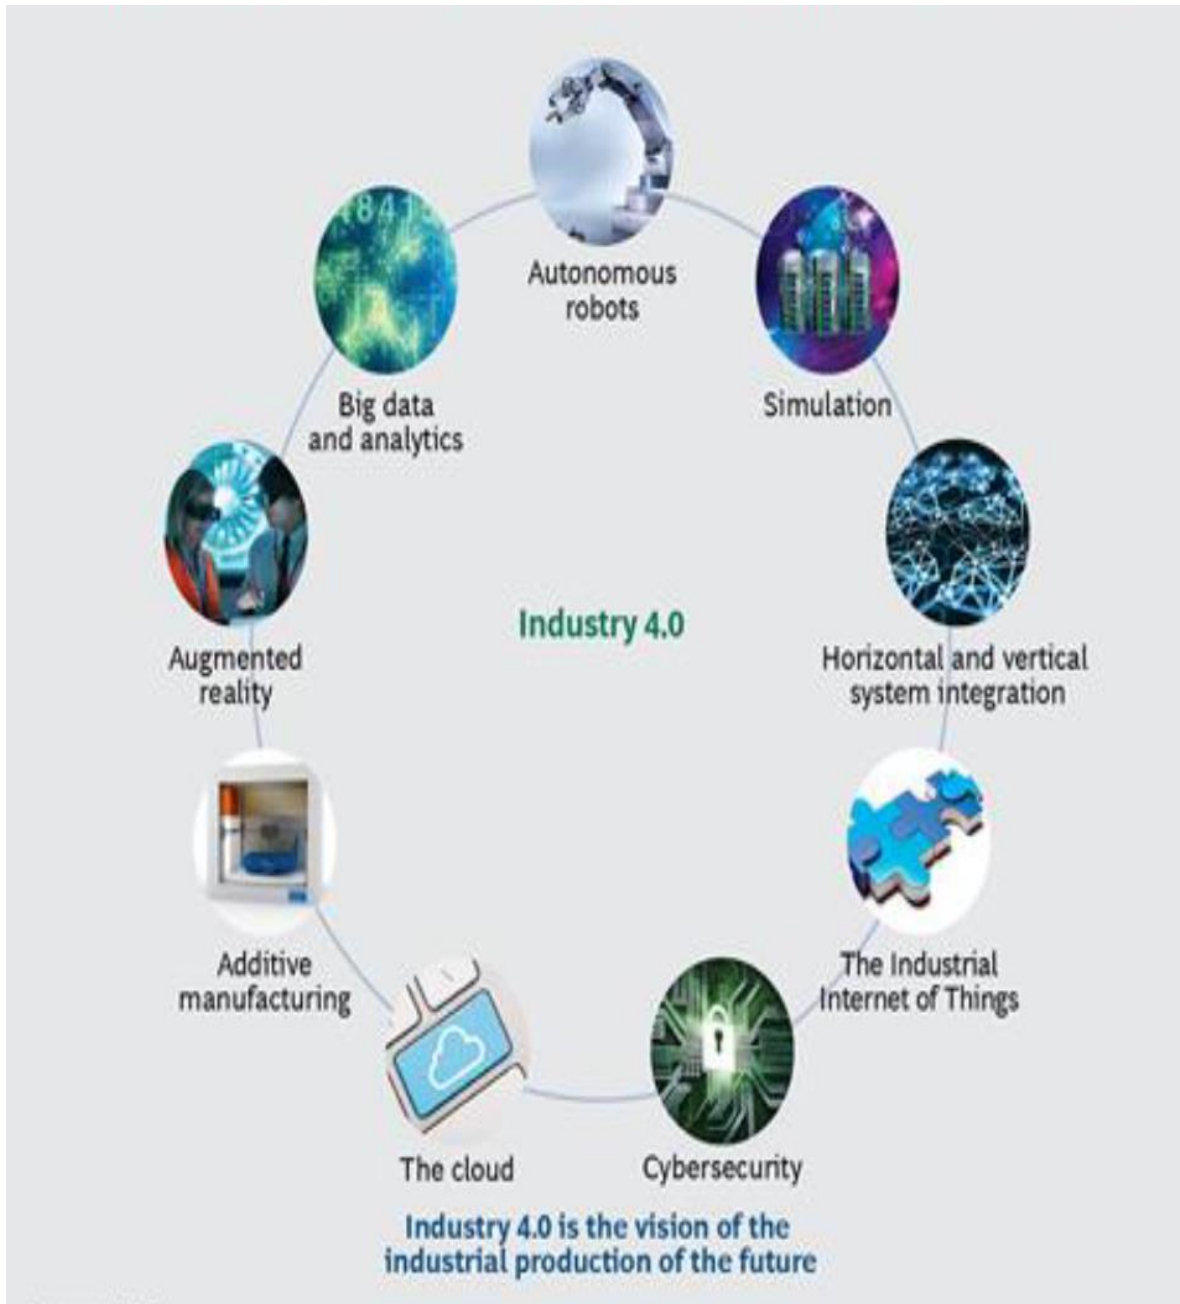 Autonomous
robots
Simulation
Horizontal and vertical
system integration
The Industrial
Internet of Things
Cybersecurity
The cloud
Additive
manufacturing
Augmented
reality
Big data
and analytics
Industry 4.0
Industry 4.0 is the vision of the
industrial production of the future